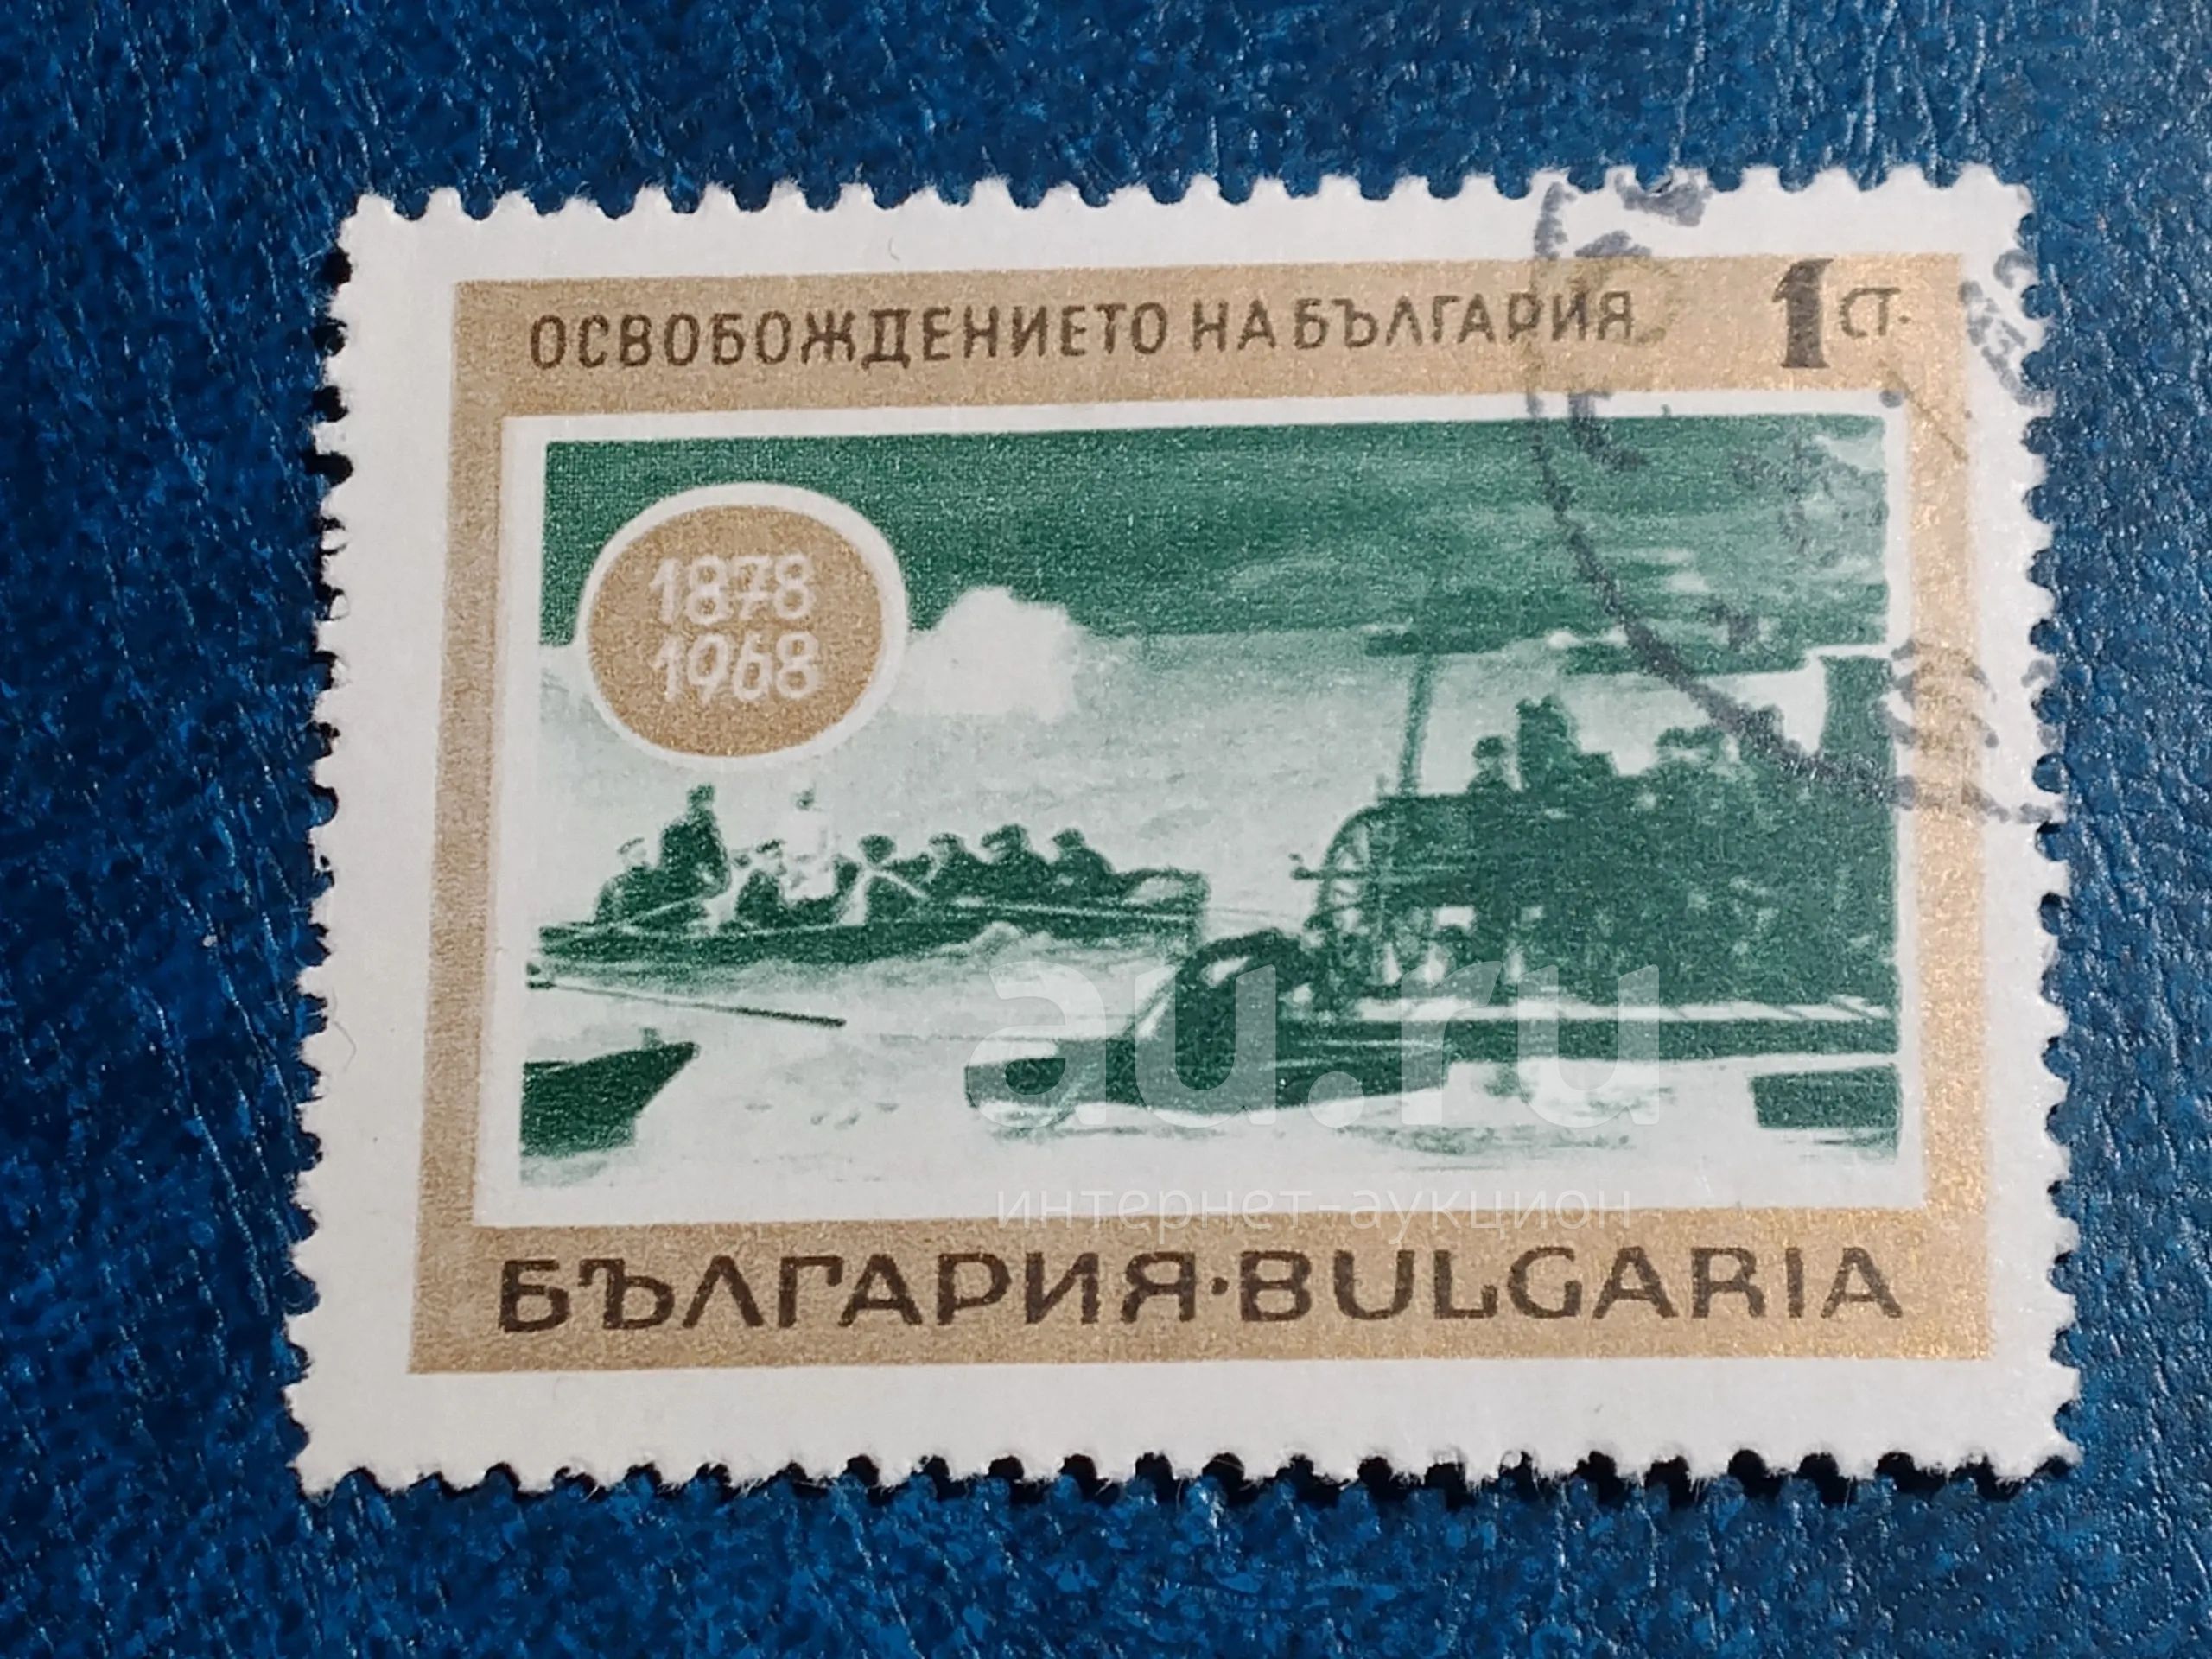 ОСВОБОЖДЕНИЕТО НА БЪЛГАРИЯ 1 СТ.
1878
1968
au.ru
интернет-аукцион
БЪЛГАРИЯ·BULGARIA